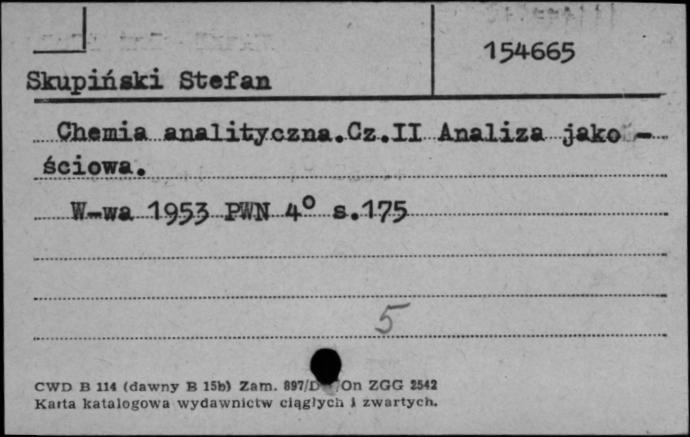 154665
Skupiński Stefan
Chemia analityczna.Cz.II Analiza jako -
ściowa.
W-wa 1953 PWN 4° s.175
5
CWD B 114 (dawny B 15b) Zam. 897/D /On ZGG 2542
Karta katalogowa wydawnictw ciągłych i zwartych.